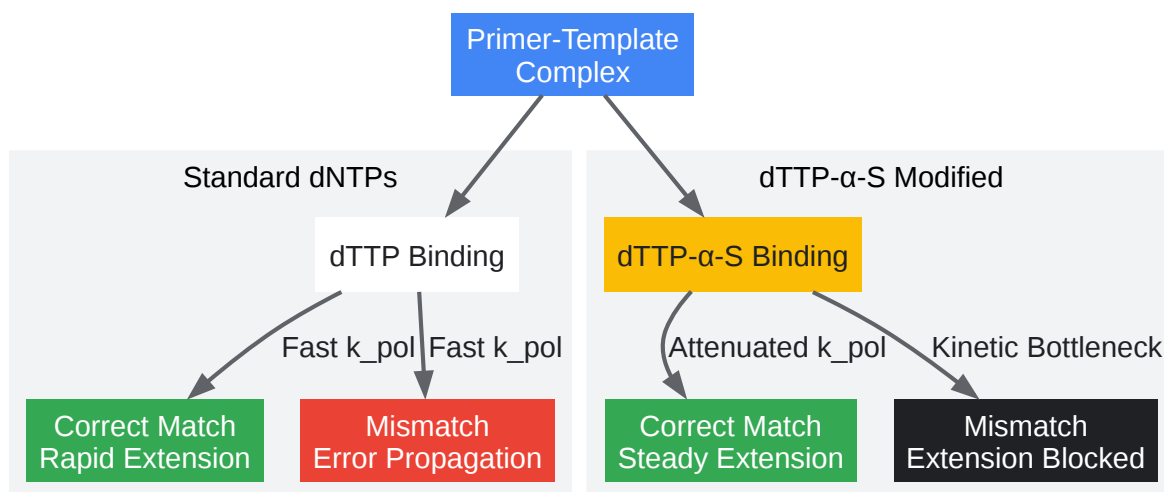 Primer-Template
Complex
Standard dNTPs
dTTP-α-S Modified
dTTP Binding
dTTP-α-S Binding
Fast k_pol
Fast k_pol
Attenuated k_pol
Kinetic Bottleneck
Correct Match
Rapid Extension
Mismatch
Error Propagation
Correct Match
Steady Extension
Mismatch
Extension Blocked